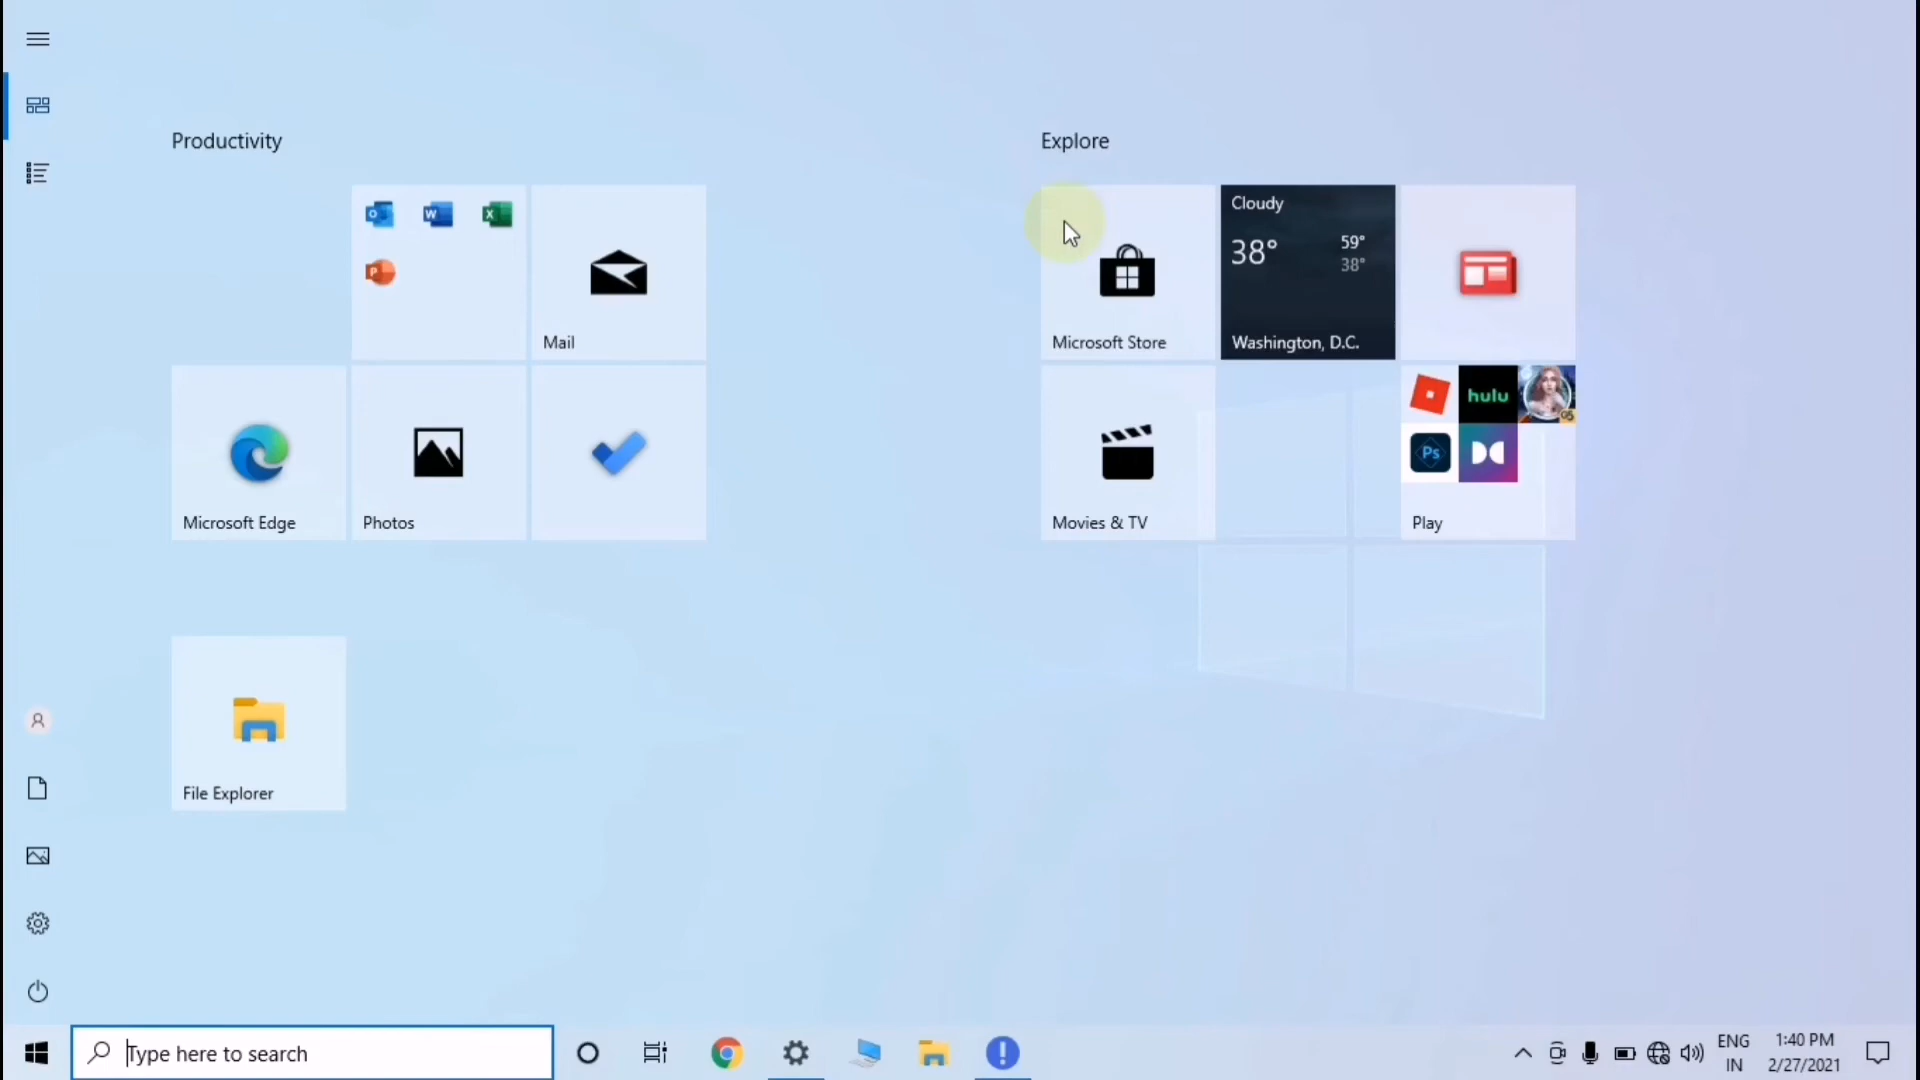 Productivity
Explore
Mail
Microsoft Store
Cloudy
38°
59°
38°
Washington, D.C.
Microsoft Edge
Photos
Movies & TV
hulu
G5
Ps
Play
File Explorer
Type here to search
ENG
IN
1:40 PM
2/27/2021